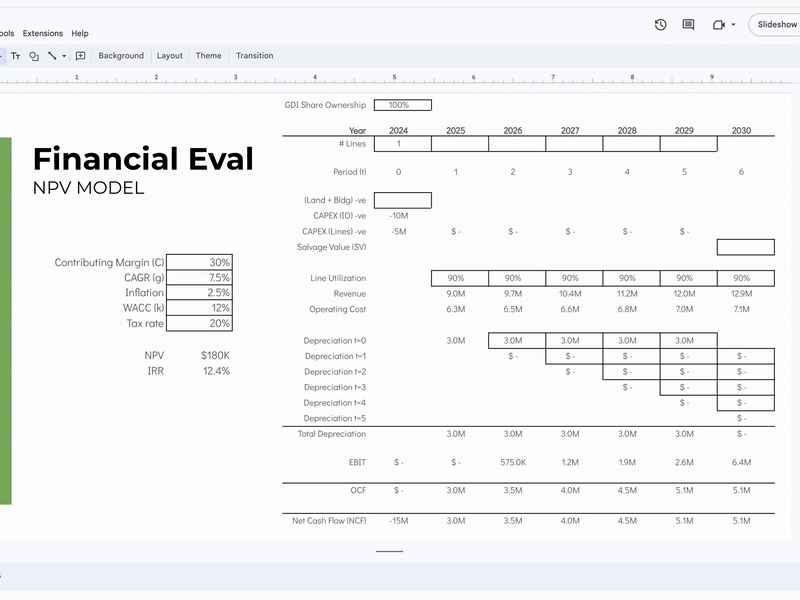 ools Extensions Help
Slideshow
Background Layout Theme Transition
1 2 3 4 5 6 7 8 9
Financial Eval
NPV MODEL
Contributing Margin (C) 30%
CAGR (g) 7.5%
Inflation 2.5%
WACC (k) 12%
Tax rate 20%
NPV $180K
IRR 12.4%
GDI Share Ownership 100%
Year 2024 2025 2026 2027 2028 2029 2030
# Lines 1
Period (t) 0 1 2 3 4 5 6
(Land + Bldg) -ve
CAPEX (IO) -ve -10M
CAPEX (Lines) -ve -5M $ - $ - $ - $ - $ -
Salvage Value (SV)
Line Utilization 90% 90% 90% 90% 90% 90%
Revenue 9.0M 9.7M 10.4M 11.2M 12.0M 12.9M
Operating Cost 6.3M 6.5M 6.6M 6.8M 7.0M 7.1M
Depreciation t=0 3.0M 3.0M 3.0M 3.0M 3.0M
Depreciation t=1 $ - $ - $ - $ - $ -
Depreciation t=2 $ - $ - $ - $ -
Depreciation t=3 $ - $ - $ -
Depreciation t=4 $ - $ -
Depreciation t=5 $ -
Total Depreciation 3.0M 3.0M 3.0M 3.0M 3.0M $ -
EBIT $ - $ - 575.0K 1.2M 1.9M 2.6M 6.4M
OCF $ - 3.0M 3.5M 4.0M 4.5M 5.1M 5.1M
Net Cash Flow (NCF) -15M 3.0M 3.5M 4.0M 4.5M 5.1M 5.1M